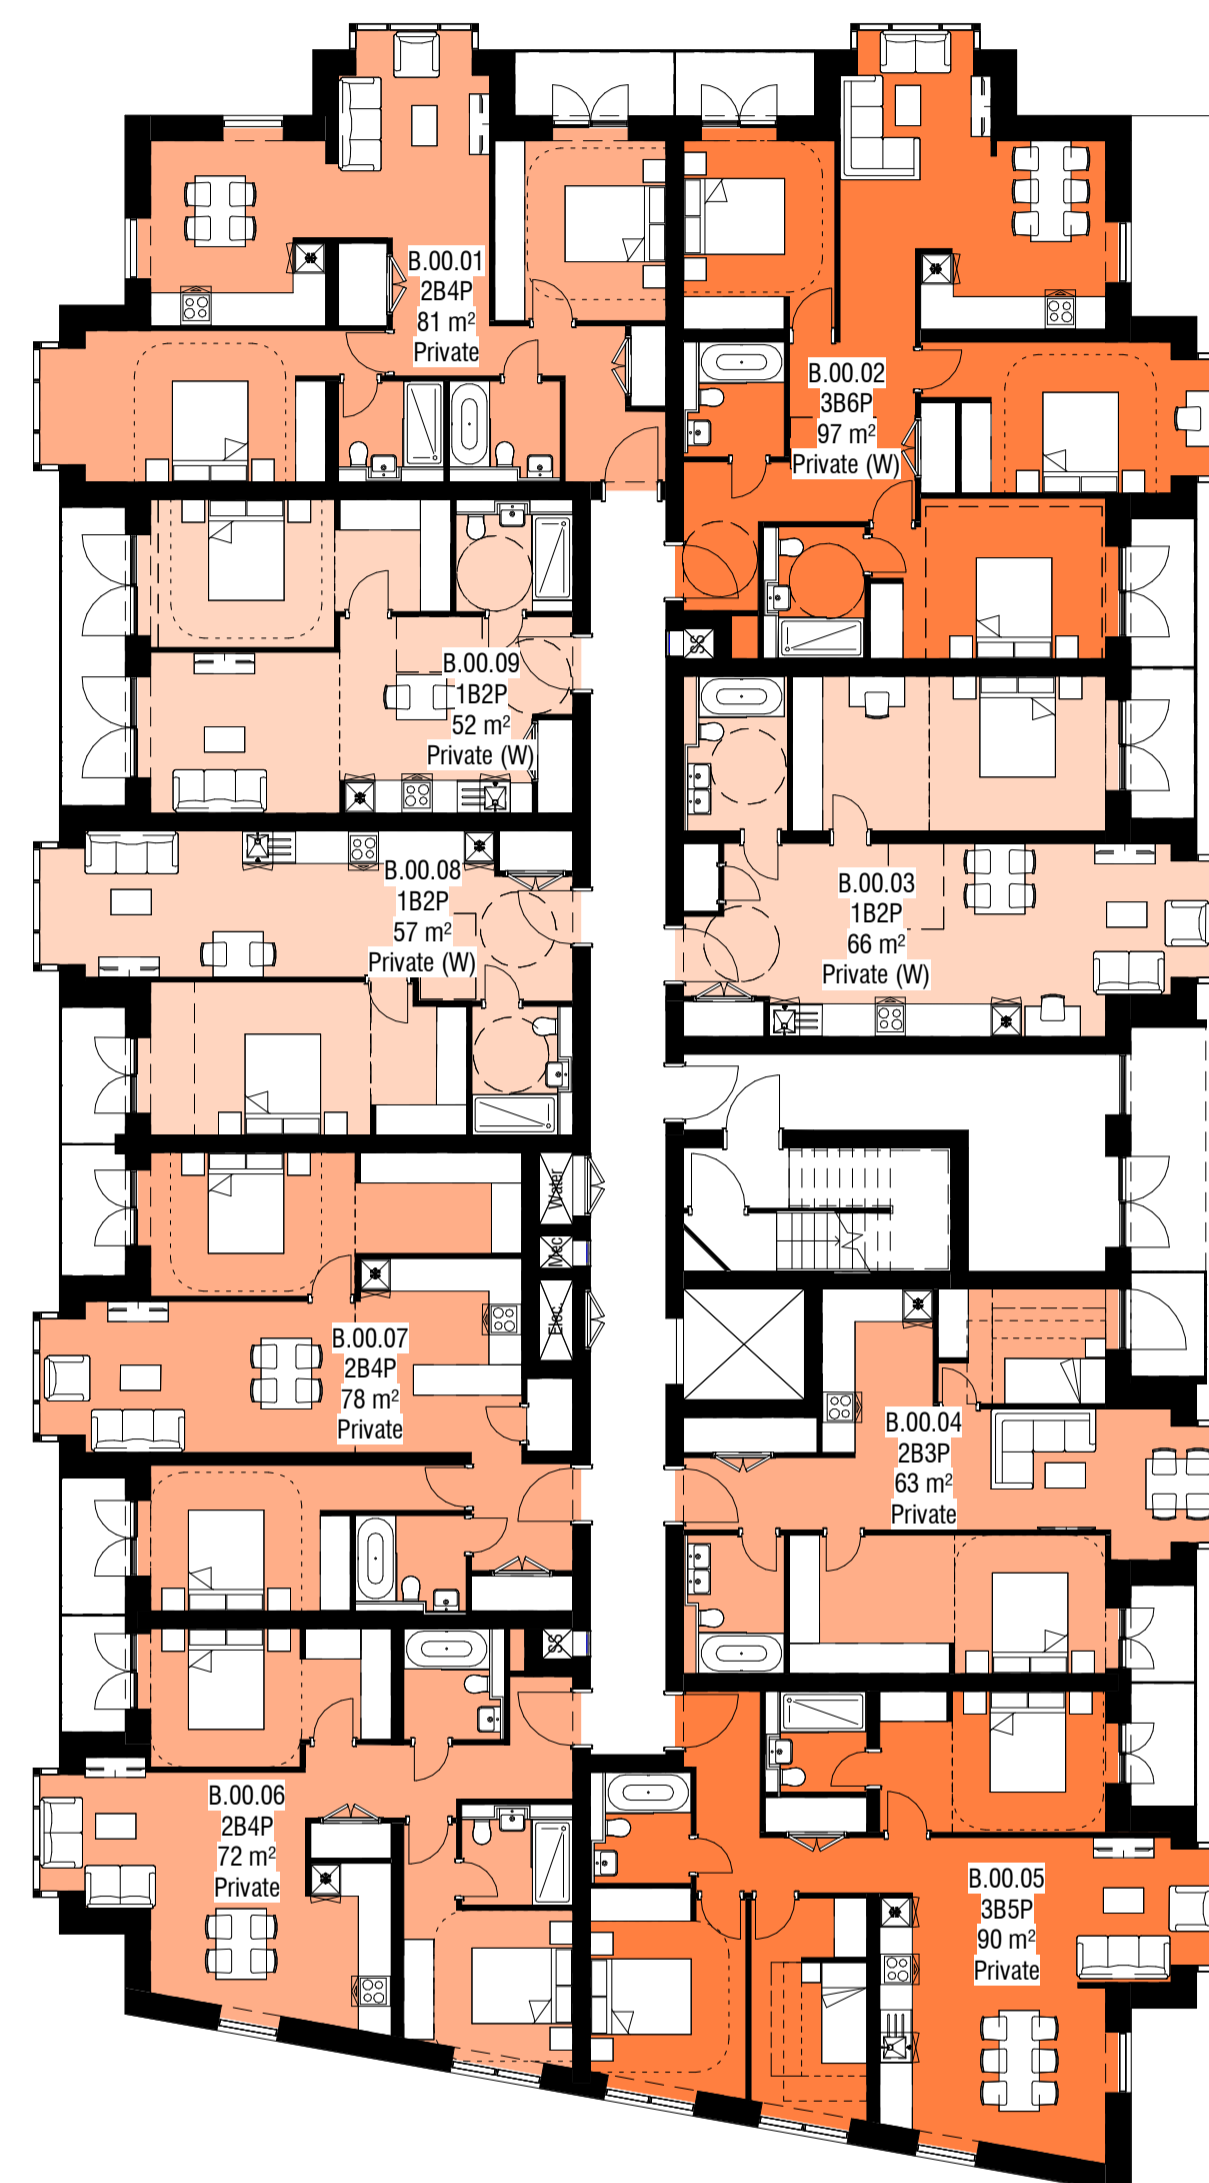 B.00.01
2B4P
81 m²
Private
B.00.02
3B6P
97 m²
Private (W)
SS
B.00.09
1B2P
52 m²
Private (W)
B.00.08
1B2P
57 m²
Private (W)
B.00.03
1B2P
66 m²
Private (W)
Water
Mec
Elec.
B.00.07
2B4P
78 m²
Private
B.00.04
2B3P
63 m²
Private
SS
B.00.06
2B4P
72 m²
Private
B.00.05
3B5P
90 m²
Private